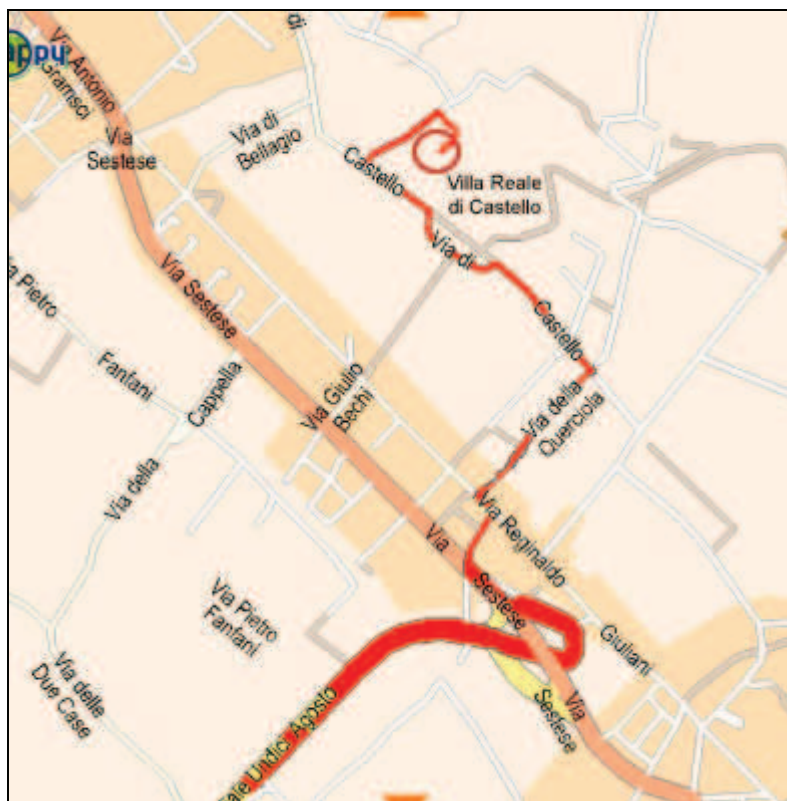 appy
Via Antonio
Gramsci
di
Via
Sestese
Via di
Bellagio
Castello
Villa Reale
di Castello
Via di
Castello
Via Sestese
Pietro
Fanfani
Via della
Cappella
Via Giulio
Bechi
Via della
Querciola
Via Reginaldo
Giuliani
Via
Sestese
Via
Sestese
Via Pietro
Fanfani
Via delle
Due Case
Undici Agosto